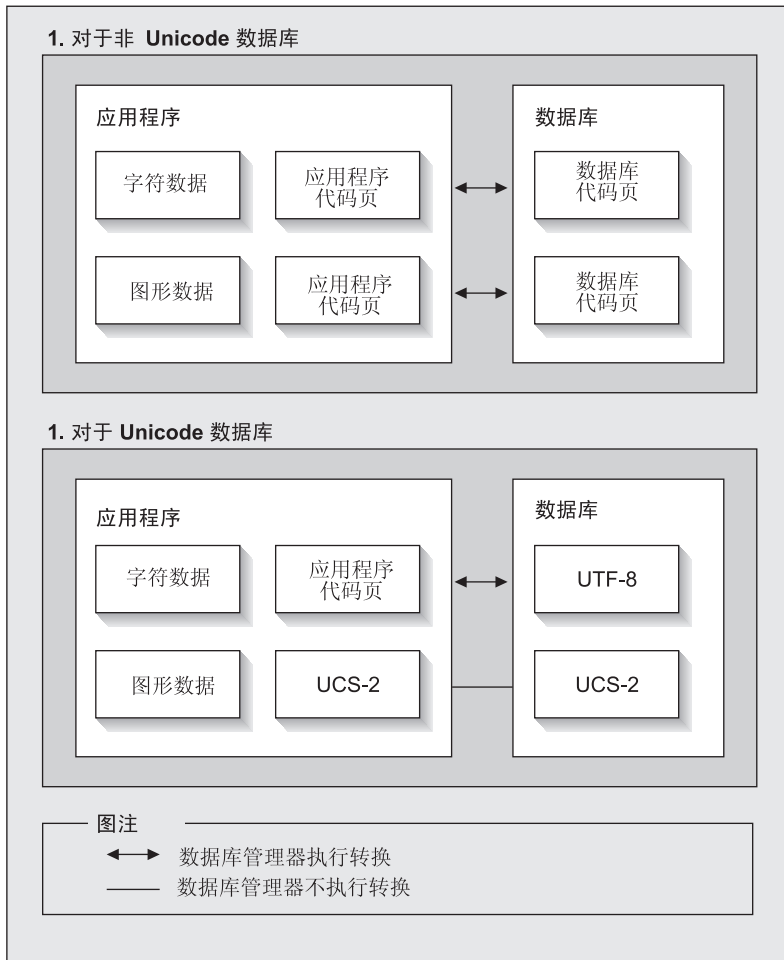 1. 对于非 Unicode 数据库
应用程序
数据库
字符数据
应用程序
代码页
数据库
代码页
图形数据
应用程序
代码页
数据库
代码页
1. 对于 Unicode 数据库
应用程序
数据库
字符数据
应用程序
代码页
UTF-8
图形数据
UCS-2
UCS-2
图注
数据库管理器执行转换
数据库管理器不执行转换